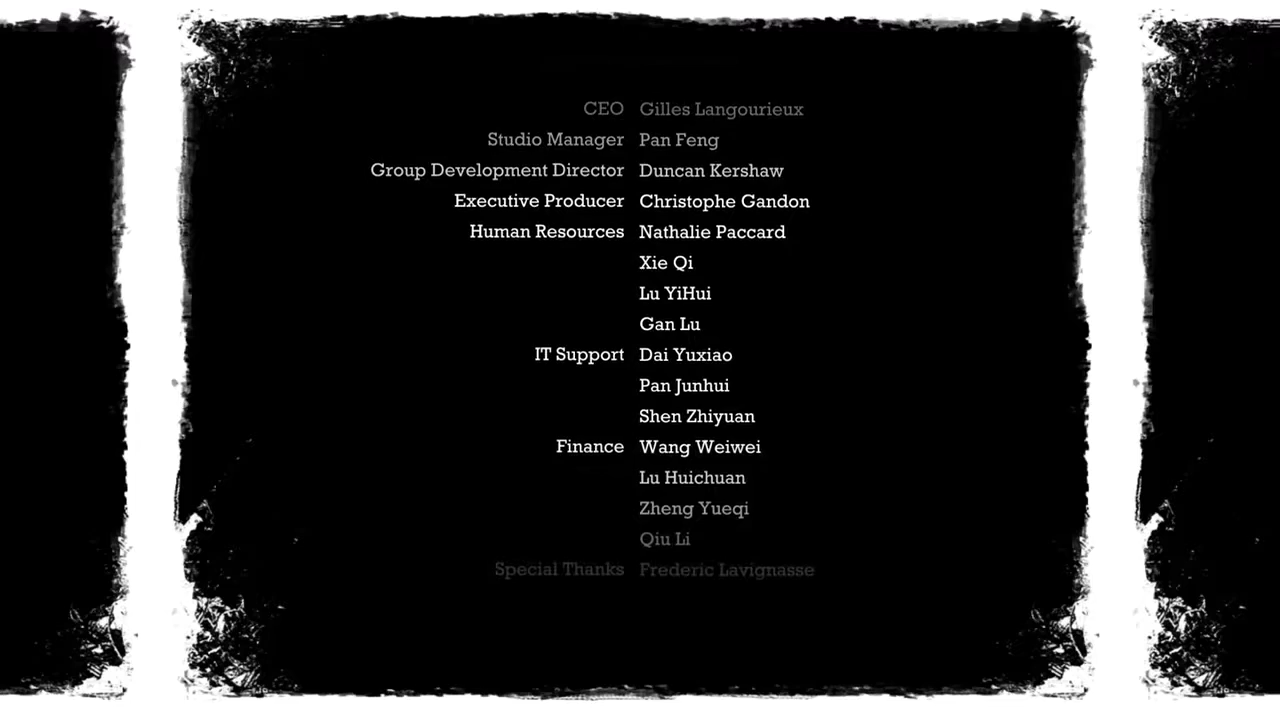 CEO Gilles Langourieux
Studio Manager Pan Feng
Group Development Director Duncan Kershaw
Executive Producer Christophe Gandon
Human Resources Nathalie Paccard
Xie Qi
Lu YiHui
Gan Lu
IT Support Dai Yuxiao
Pan Junhui
Shen Zhiyuan
Finance Wang Weiwei
Lu Huichuan
Zheng Yueqi
Qiu Li
Special Thanks Frederic Lavignasse